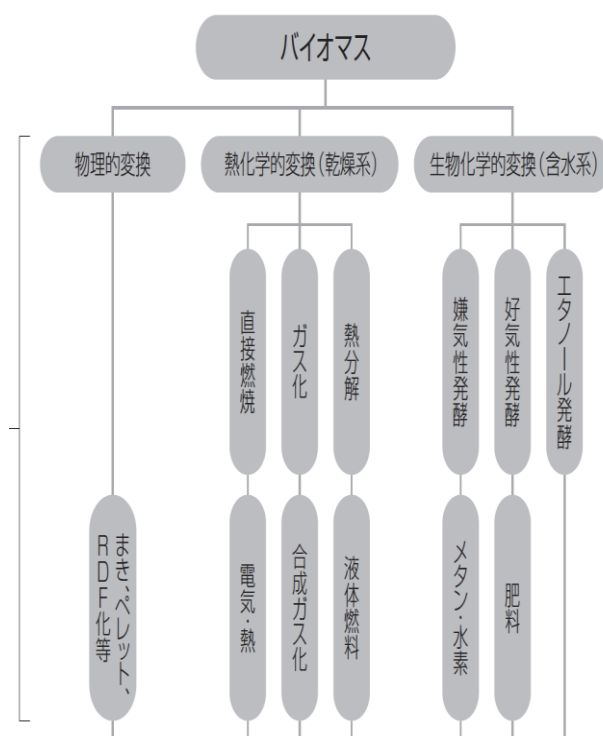 バイオマス
物理的変換
熱化学的変換(乾燥系)
生物化学的変換(含水系)
直接燃焼
ガス化
熱分解
嫌気性発酵
好気性発酵
エタノール発酵
まき、ペレット、
RDF化等
電気・熱
合成ガス化
液体燃料
メタン・水素
肥料